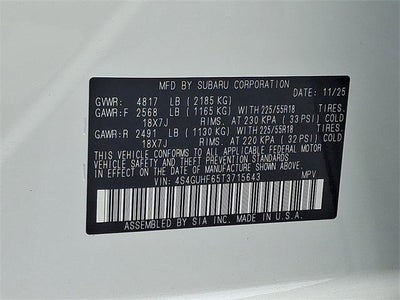 MFD BY SUBARU CORPORATION
GVWR: 4817 LB (2185 KG) DATE: 11/25
GAWR:F 2568 LB (1165 KG) WITH 225/55R18 TIRES.
18X7J RIMS. AT 230 KPA (33 PSI) COLD
GAWR:R 2491 LB (1130 KG) WITH 225/55R18 TIRES.
18X7J RIMS. AT 220 KPA (32 PSI) COLD
THIS VEHICLE CONFORMS TO ALL APPLICABLE FEDERAL MOTOR
VEHICLE SAFETY AND THEFT PREVENTION STANDARDS IN EFFECT
ON THE DATE OF MANUFACTURE SHOWN ABOVE.
VIN: 4S4GUHF65T3715643 MPV
ASSEMBLED BY SIA INC. MADE IN U.S.A.